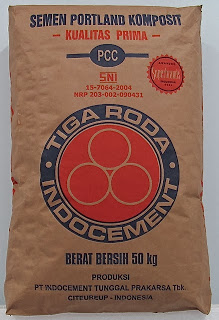 SEMEN PORTLAND KOMPOSIT
- KUALITAS PRIMA -
PCC
SNI
15-7064-2004
NRP 203-002-090431
TIGA RODA
INDOCEMENT
BERAT BERSIH 50 kg
PRODUKSI
PT INDOCEMENT TUNGGAL PRAKARSA Tbk.
CITEUREUP - INDONESIA